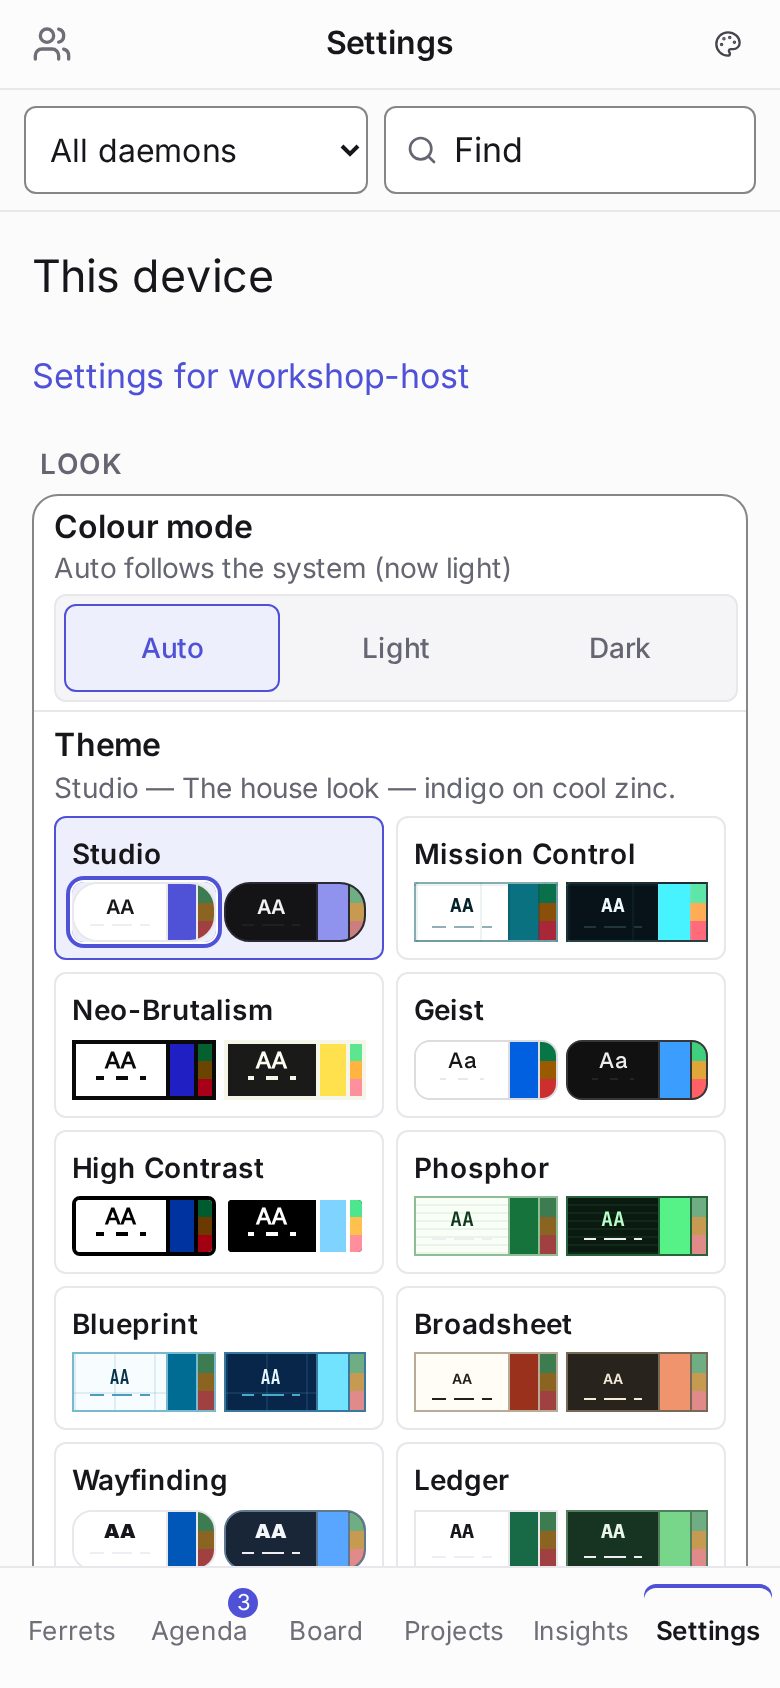 Settings
All daemons
Find
This device
Settings for workshop-host
LOOK
Colour mode
Auto follows the system (now light)
Auto
Light
Dark
Theme
Studio — The house look — indigo on cool zinc.
Studio
Mission Control
AA
AA
AA
AA
Neo-Brutalism
Geist
AA
AA
Aa
Aa
High Contrast
Phosphor
AA
AA
AA
AA
Blueprint
Broadsheet
AA
AA
AA
AA
Wayfinding
Ledger
AA
AA
AA
AA
3
Ferrets
Agenda
Board
Projects
Insights
Settings